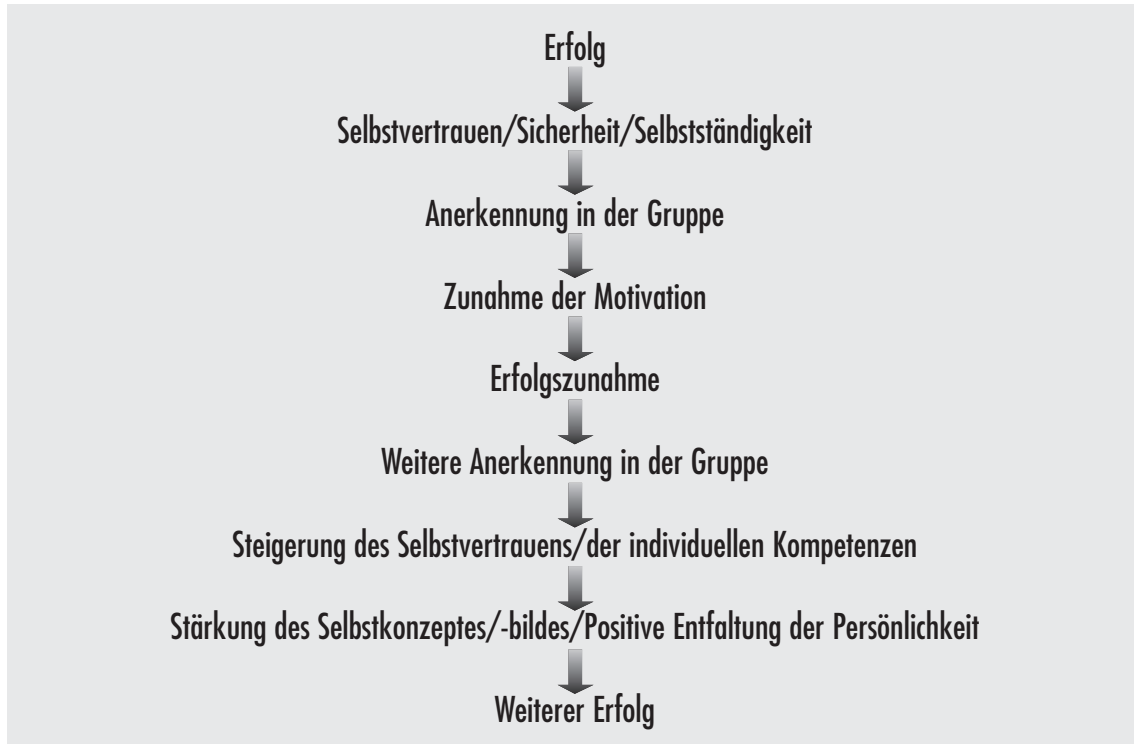 Erfolg
Selbstvertrauen/Sicherheit/Selbstständigkeit
Anerkennung in der Gruppe
Zunahme der Motivation
Erfolgszunahme
Weitere Anerkennung in der Gruppe
Steigerung des Selbstvertrauens/der individuellen Kompetenzen
Stärkung des Selbstkonzeptes/-bildes/Positive Entfaltung der Persönlichkeit
Weiterer Erfolg